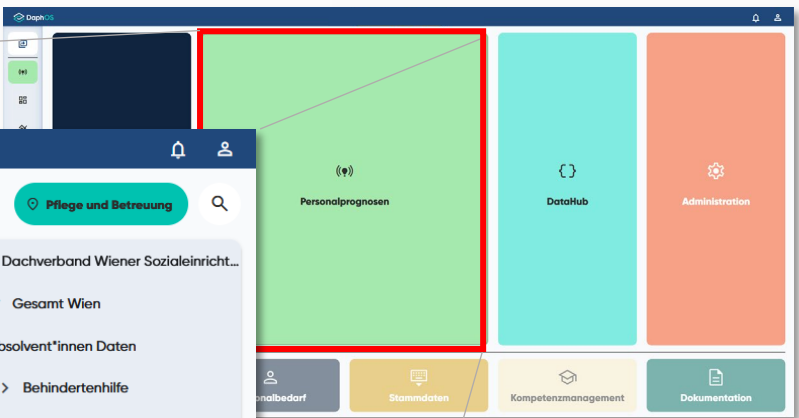 DaphOS
Personalprognosen
DataHub
Administration
Pflege und Betreuung
Dachverband Wiener Sozialeinricht...
Gesamt Wien
osolvent*innen Daten
> Behindertenhilfe
onalbedarf
Stammdaten
Kompetenzmanagement
Dokumentation